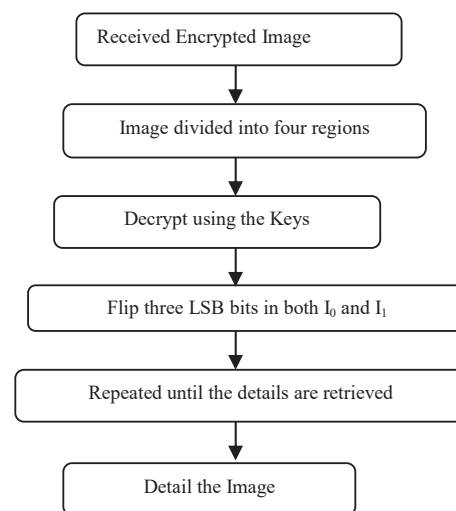 Received Encrypted Image
Image divided into four regions
Decrypt using the Keys
Flip three LSB bits in both I₀ and I₁
Repeated until the details are retrieved
Detail the Image